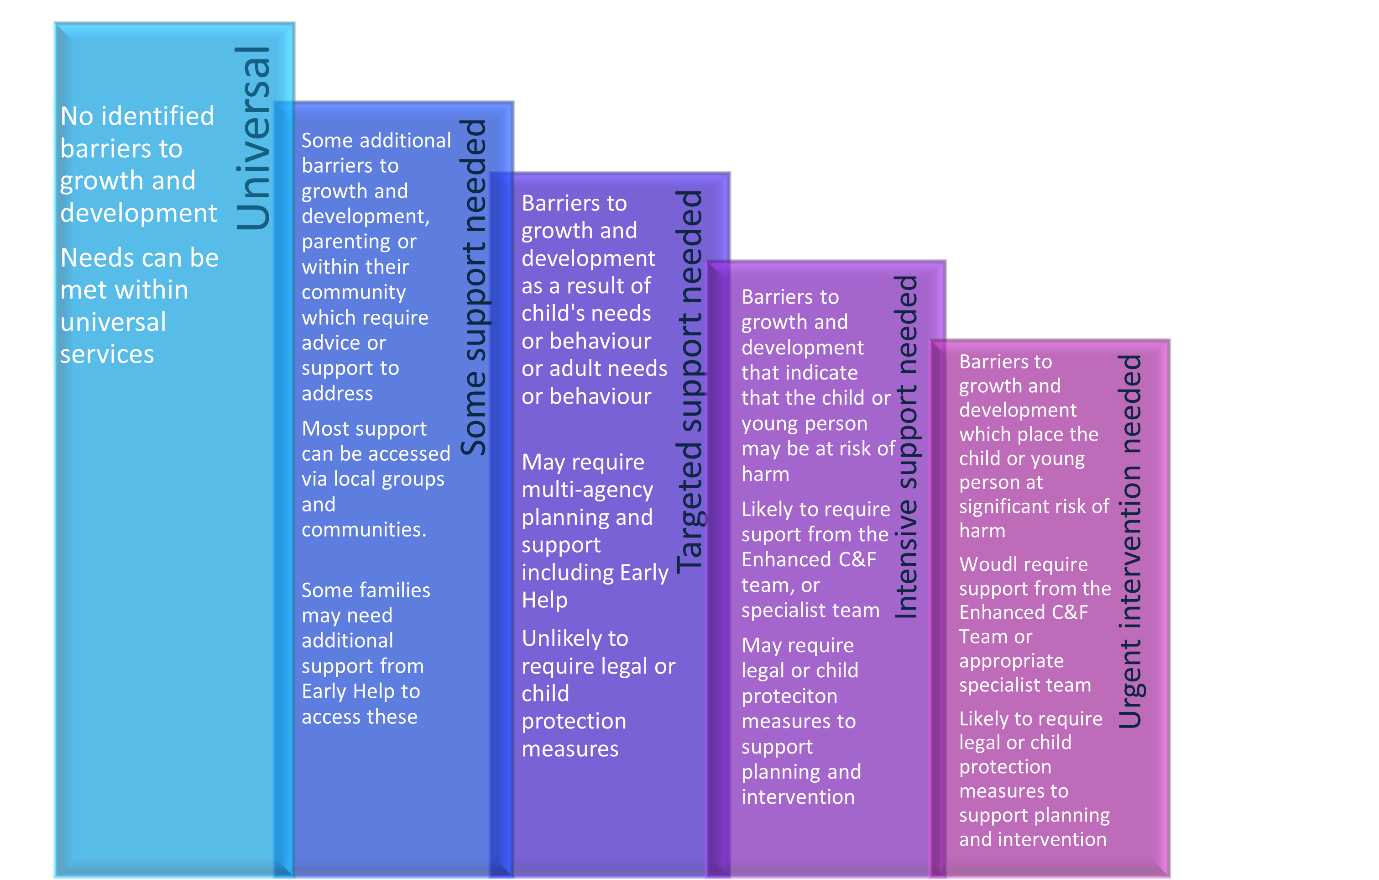 Universal
No identified
barriers to
growth and
development
Needs can be
met within
universal
services
Some support needed
Some additional
barriers to
growth and
development,
parenting or
within their
community
which require
advice or
support to
address
Most support
can be accessed
via local groups
and
communities.
Some families
may need
additional
support from
Early Help to
access these
Targeted support needed
Barriers to
growth and
development
as a result of
child's needs
or behaviour
or adult needs
or behaviour
May require
multi-agency
planning and
support
including Early
Help
Unlikely to
require legal or
child
protection
measures
Intensive support needed
Barriers to
growth and
development
that indicate
that the child or
young person
may be at risk of
harm
Likely to require
suport from the
Enhanced C&F
team, or
specialist team
May require
legal or child
proteciton
measures to
support
planning and
intervention
Urgent intervention needed
Barriers to
growth and
development
which place the
child or young
person at
significant risk of
harm
Woudl require
support from the
Enhanced C&F
Team or
appropriate
specialist team
Likely to require
legal or child
protection
measures to
support planning
and intervention